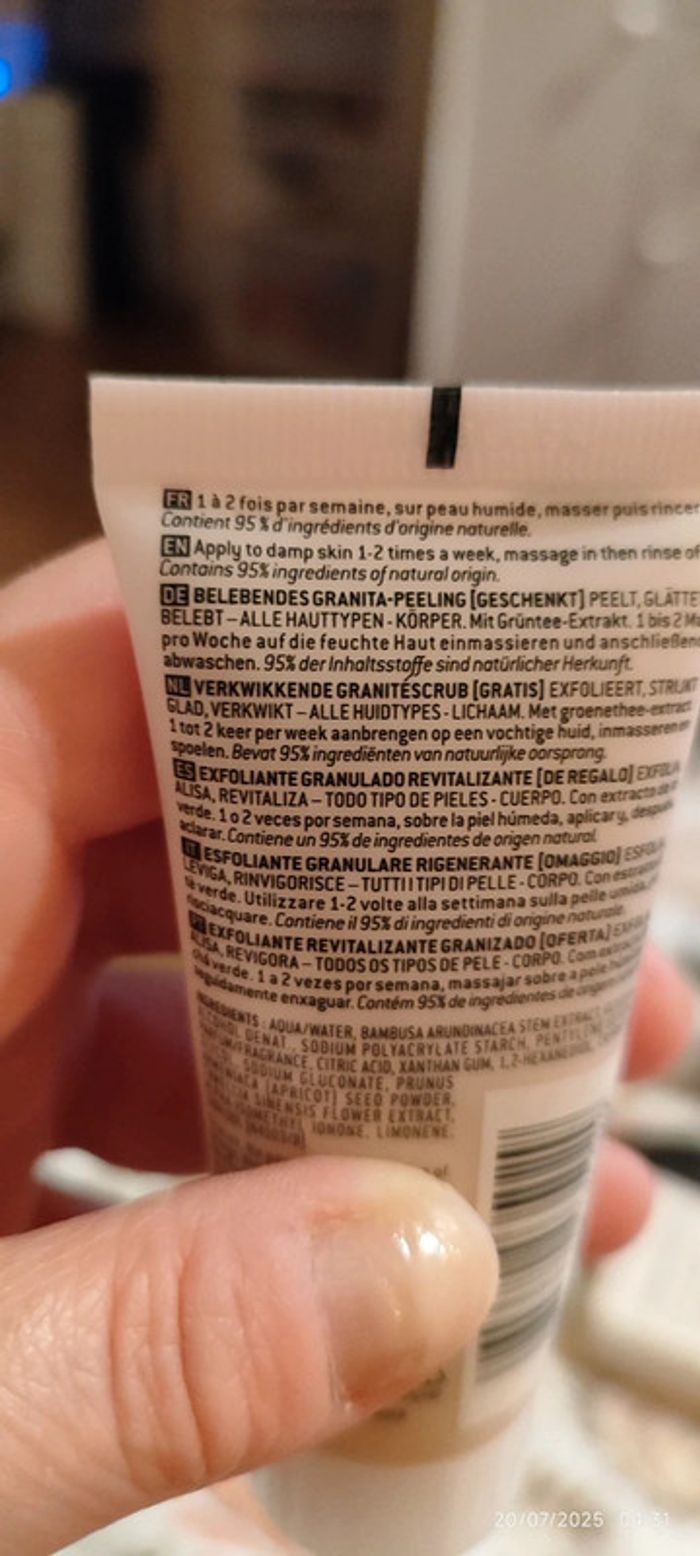 FR 1 à 2 fois par semaine, sur peau humide, masser puis rincer
Contient 95 % d'ingrédients d'origine naturelle.
EN Apply to damp skin 1-2 times a week, massage in then rinse
Contains 95% ingredients of natural origin.
DE BELEBENDES GRANITA-PEELING [GESCHENKT] PEELT,
BELEBT – ALLE HAUTTYPEN - KÖRPER. Mit Grüntee-Extrakt. 1 bis 2
pro Woche auf die feuchte Haut einmassieren und
abwaschen. 95% der Inhaltsstoffe sind natürlicher Herkunft.
NL VERKWIKKENDE GRANITÉSCRUB [GRATIS] EXFOLIEERT,
GLAD, VERKWIKT – ALLE HUIDTYPES - LICHAAM. Met groenethee-extract
1 tot 2 keer per week aanbrengen op een vochtige huid,
spoelen. Bevat 95% ingrediënten van natuurlijke oorsprong.
ES EXFOLIANTE GRANULADO REVITALIZANTE [DE REGALO]
ALISA, REVITALIZA – TODO TIPO DE PIELES - CUERPO. Con extracto de
verde. 1 o 2 veces por semana, sobre la piel húmeda, aplicar y,
aclarar. Contiene un 95% de ingredientes de origen natural.
IT ESFOLIANTE GRANULARE RIGENERANTE [OMAGGIO]
LEVIGA, RINVIGORISCE – TUTTI I TIPI DI PELLE - CORPO. Con
tè verde. Utilizzare 1-2 volte alla settimana sulla pelle umida,
risciacquare. Contiene il 95% di ingredienti di origine naturale.
PT EXFOLIANTE REVITALIZANTE GRANIZADO [OFERTA]
ALISA, REVIGORA – TODOS OS TIPOS DE PELE - CORPO. Com
chá verde. 1 a 2 vezes por semana, massajar sobre a pele
seguidamente enxaguar. Contém 95% de ingredientes de
INGREDIENTS : AQUA/WATER, BAMBUSA ARUNDINACEA STEM EXTRACT,
ALCOHOL DENAT., SODIUM POLYACRYLATE STARCH,
PARFUM/FRAGRANCE, CITRIC ACID, XANTHAN GUM,
SODIUM GLUCONATE, PRUNUS
ARMENIACA (APRICOT) SEED POWDER,
SINENSIS FLOWER EXTRACT,
IONONE, LIMONENE,
20/07/2025